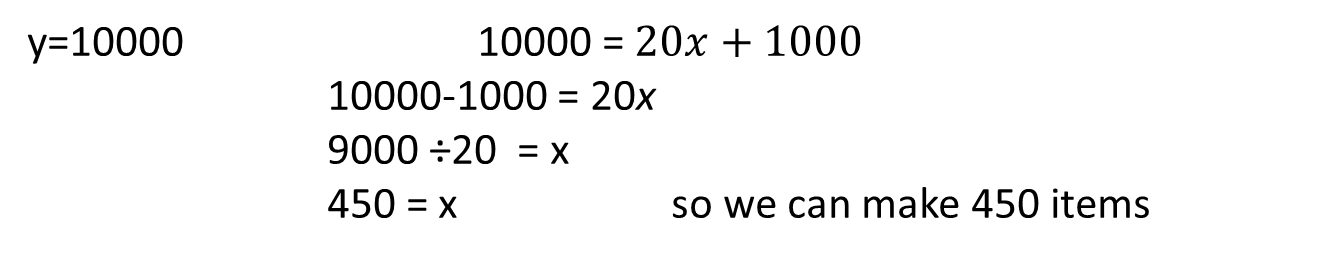 y=10000 10000 = 20x + 1000
10000-1000 = 20x
9000 ÷20 = x
450 = x so we can make 450 items